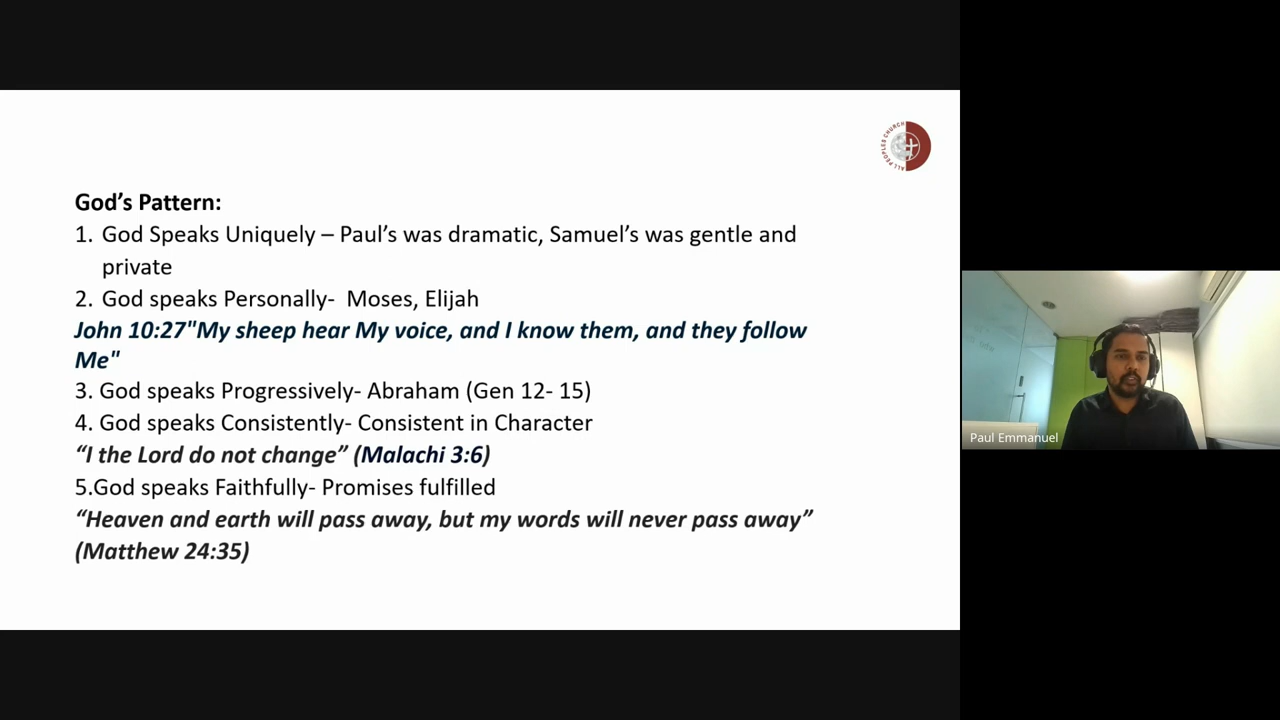 ALL PEOPLES CHURCH
God’s Pattern:
1. God Speaks Uniquely – Paul’s was dramatic, Samuel’s was gentle and
private
2. God speaks Personally-  Moses, Elijah
John 10:27"My sheep hear My voice, and I know them, and they follow
Me"
3. God speaks Progressively- Abraham (Gen 12- 15)
4. God speaks Consistently- Consistent in Character
“I the Lord do not change” (Malachi 3:6)
5.God speaks Faithfully- Promises fulfilled
“Heaven and earth will pass away, but my words will never pass away”
(Matthew 24:35)
Paul Emmanuel